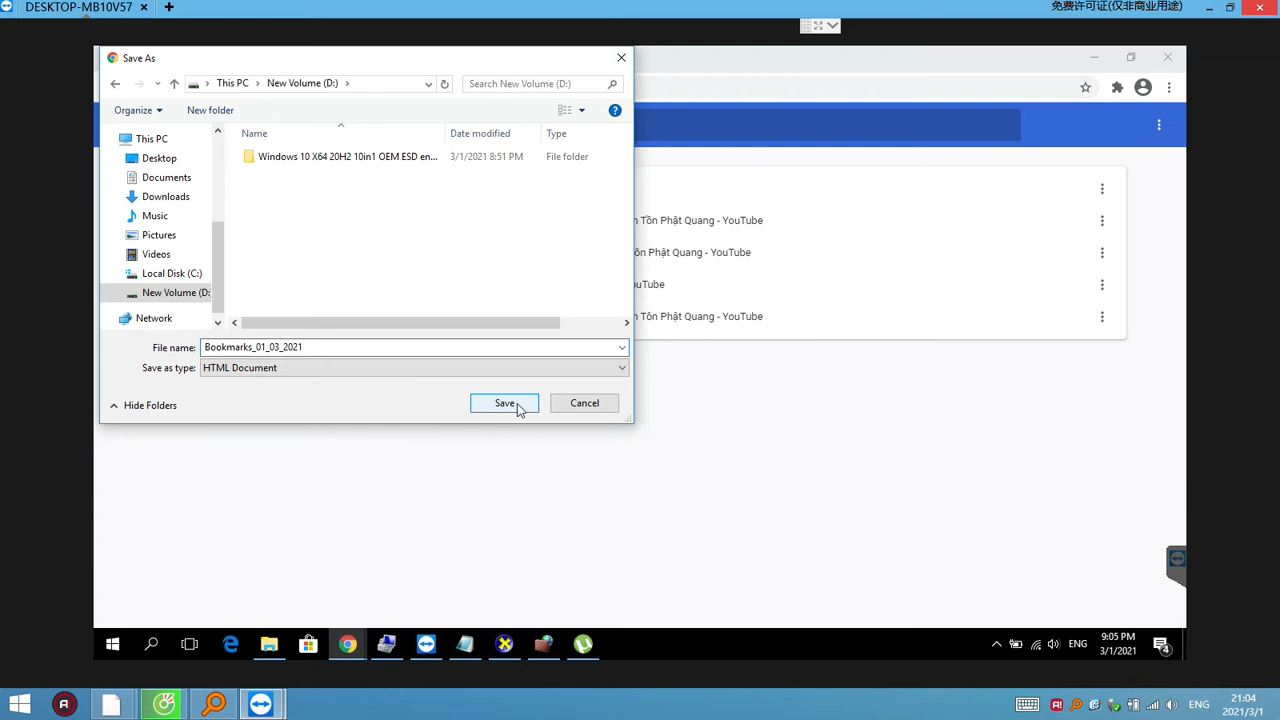 DESKTOP-MB10V57
免费许可证(仅非商业用途)
Save As
This PC
New Volume (D:)
Search New Volume (D:)
Organize
New folder
Name
Date modified
Type
This PC
Desktop
Documents
Downloads
Music
Pictures
Videos
Local Disk (C:)
New Volume (D:
Network
Windows 10 X64 20H2 10in1 OEM ESD en...
3/1/2021 8:51 PM
File folder
File name:
Bookmarks_01_03_2021
Save as type:
HTML Document
Hide Folders
Save
Cancel
n Tồn Phật Quang - YouTube
ồn Phật Quang - YouTube
ouTube
n Tồn Phật Quang - YouTube
ENG
9:05 PM
3/1/2021
4
ENG
21:04
2021/3/1